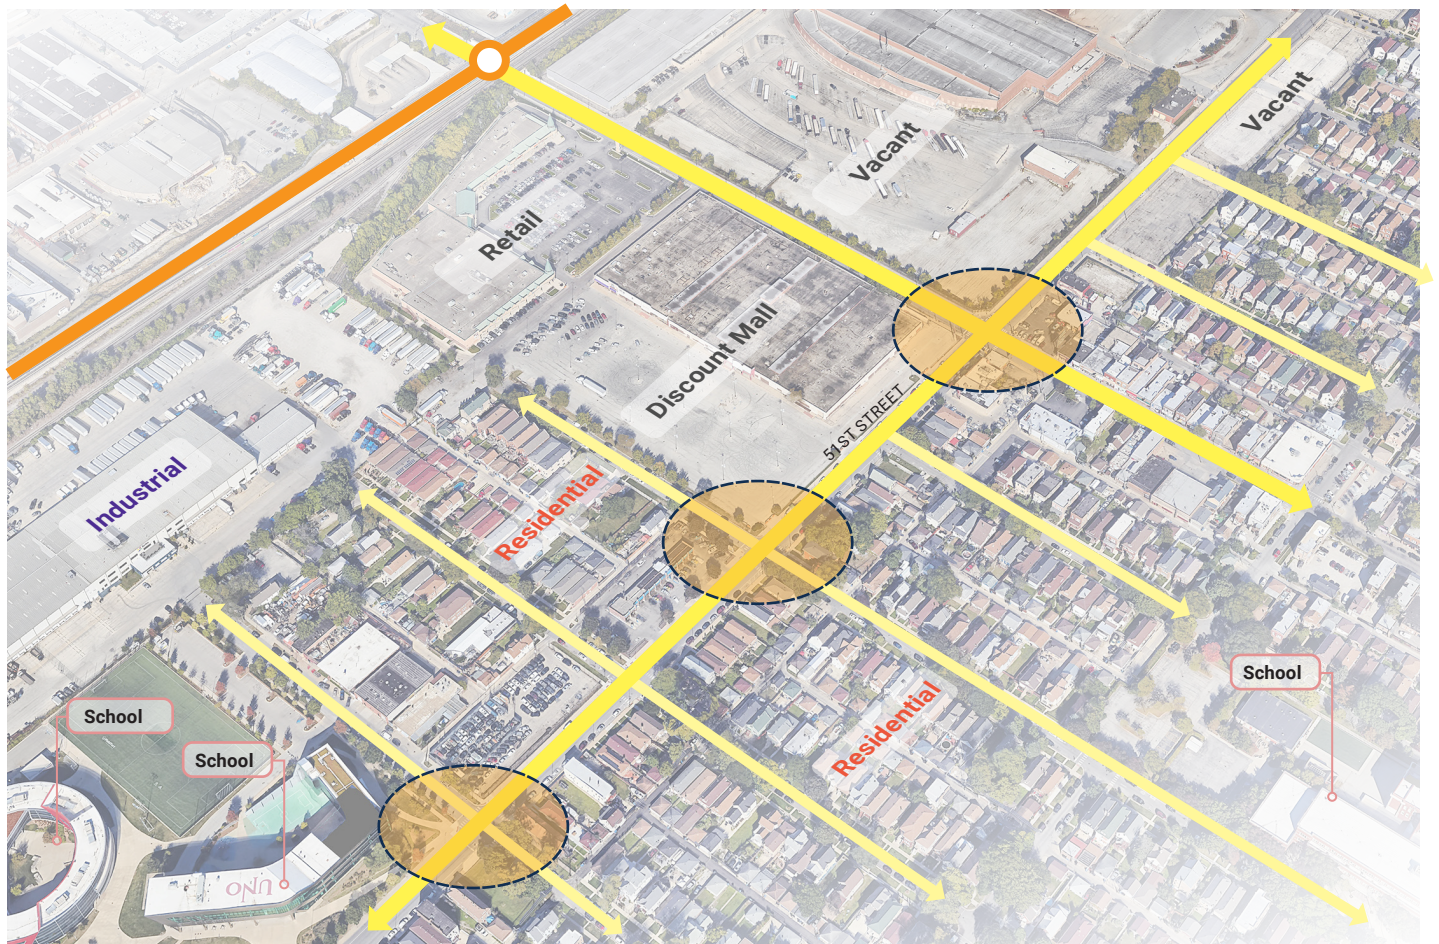 Vacant
Vacant
Retail
Discount Mall
51ST STREET
Industrial
Residential
School
Residential
School
School
UNO